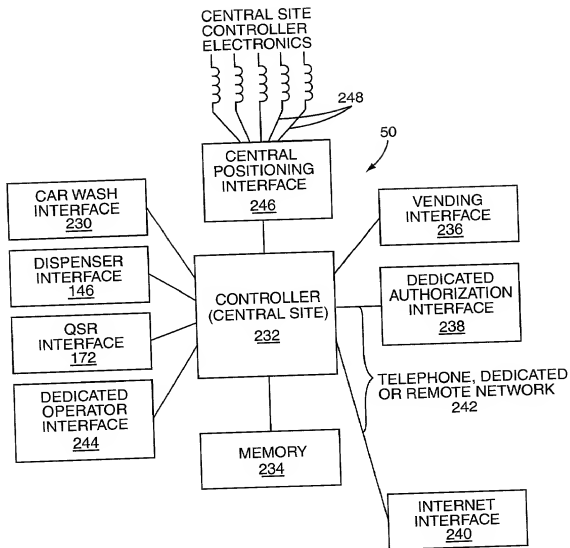 CENTRAL SITE
CONTROLLER
ELECTRONICS
248
50
CENTRAL
POSITIONING
INTERFACE
246
CAR WASH
INTERFACE
230
VENDING
INTERFACE
236
DISPENSER
INTERFACE
146
CONTROLLER
(CENTRAL SITE)
232
DEDICATED
AUTHORIZATION
INTERFACE
238
QSR
INTERFACE
172
TELEPHONE, DEDICATED
OR REMOTE NETWORK
242
DEDICATED
OPERATOR
INTERFACE
244
MEMORY
234
INTERNET
INTERFACE
240